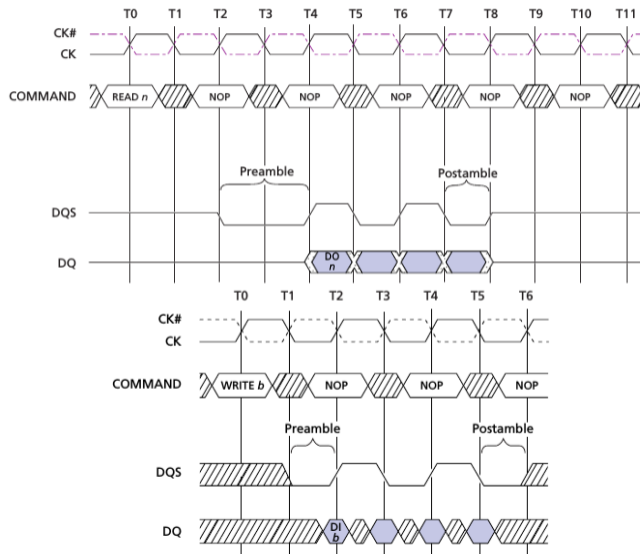 T0 T1 T2 T3 T4 T5 T6 T7 T8 T9 T10 T11
CK#
CK
COMMAND READ n NOP NOP NOP NOP NOP
Preamble Postamble
DQS
DQ DO
n
T0 T1 T2 T3 T4 T5 T6
CK#
CK
COMMAND WRITE b NOP NOP NOP
Preamble Postamble
DQS
DQ DI
b